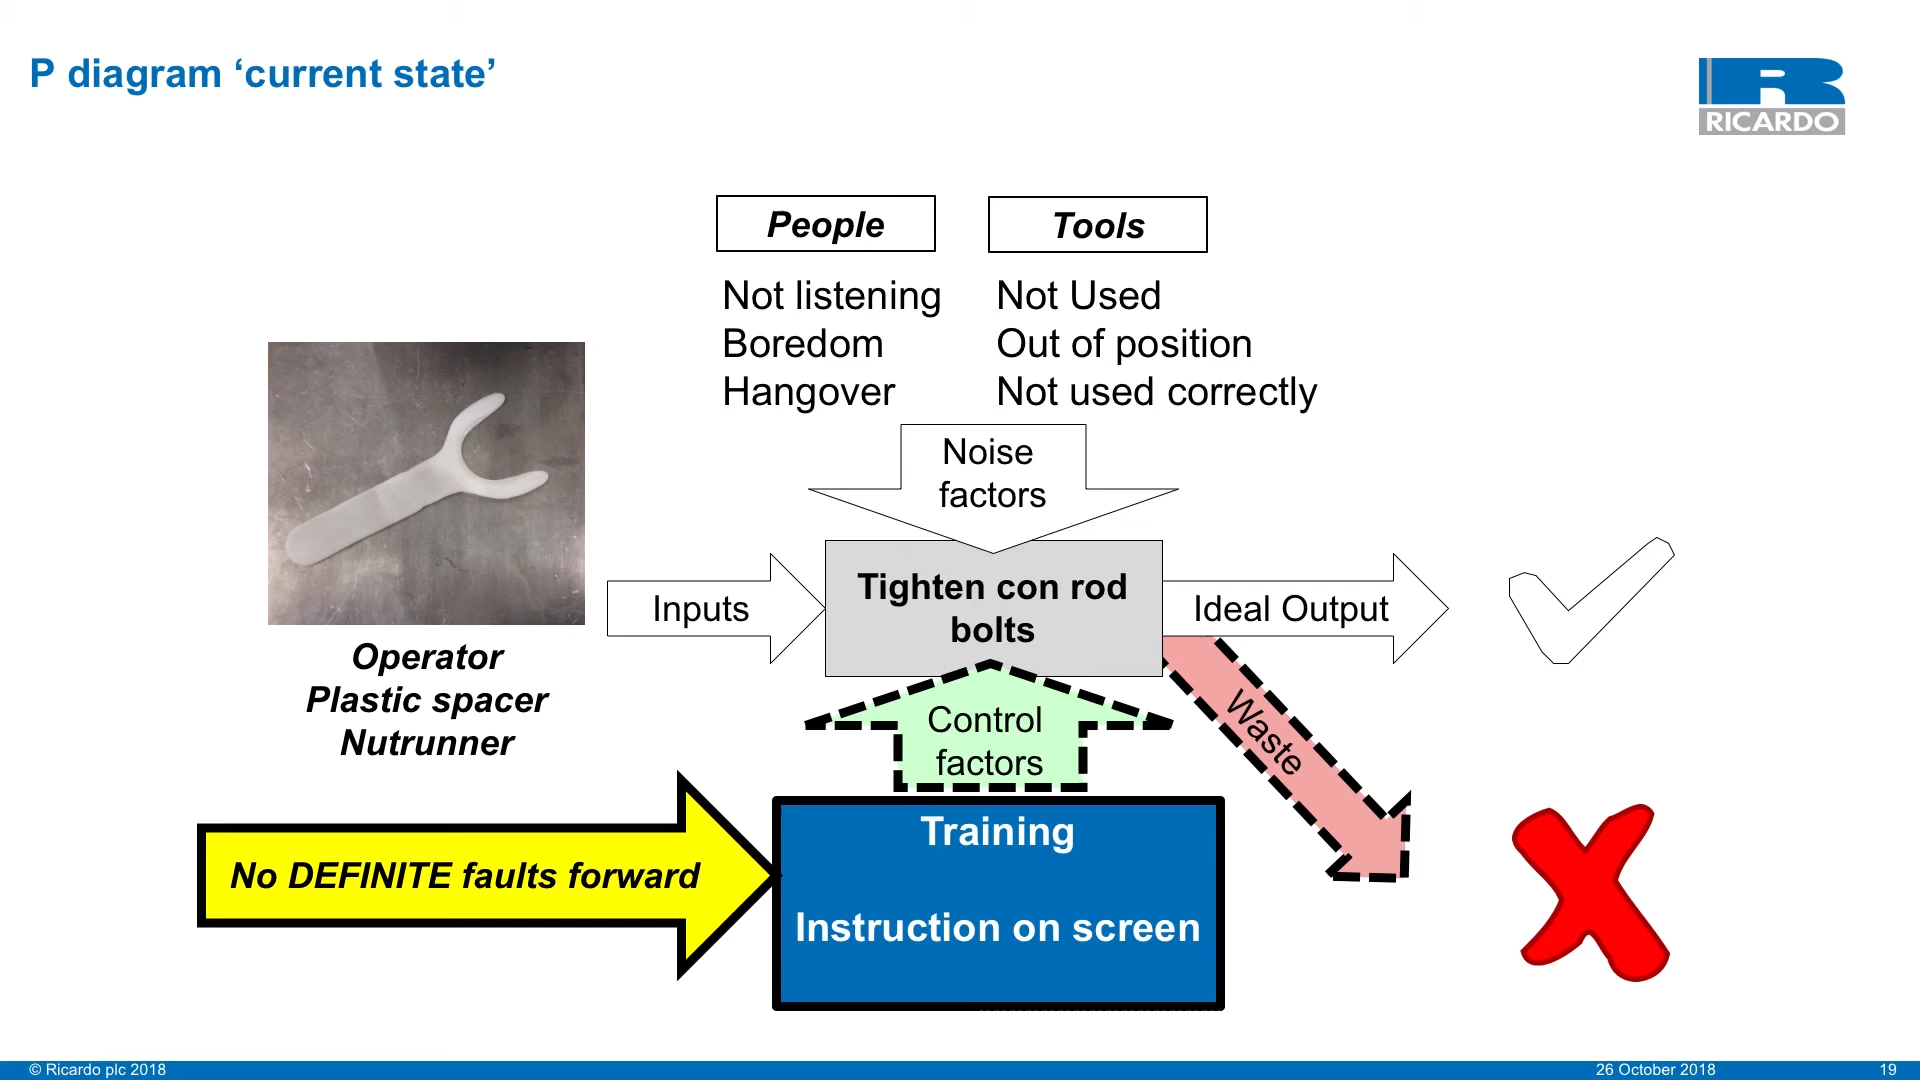 P diagram ‘current state’
RICARDO
People
Tools
Not listening
Boredom
Hangover
Not Used
Out of position
Not used correctly
Noise
factors
Operator
Plastic spacer
Nutrunner
Inputs
Tighten con rod
bolts
Ideal Output
Waste
Control
factors
No DEFINITE faults forward
Training
Instruction on screen
© Ricardo plc 2018
26 October 2018
19